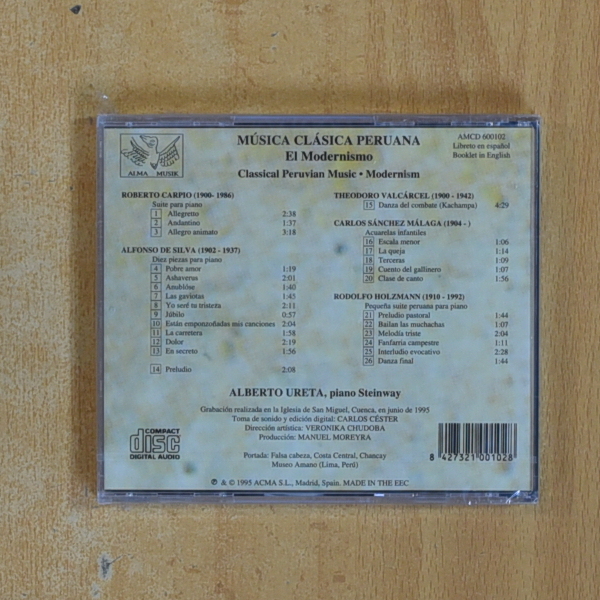 ALMA MUSIK
MÚSICA CLÁSICA PERUANA
El Modernismo
Classical Peruvian Music • Modernism
AMCD 600102
Libreto en español
Booklet in English
ROBERTO CARPIO (1900- 1986)
Suite para piano
1 Allegretto 2:38
2 Andantino 1:37
3 Allegro animato 3:18
ALFONSO DE SILVA (1902 - 1937)
Diez piezas para piano
4 Pobre amor 1:19
5 Ashaverus 2:01
6 Anublóse 1:40
7 Las gaviotas 1:45
8 Yo seré tu tristeza 2:11
9 Júbilo 0:57
10 Están emponzoñadas mis canciones 2:04
11 La carretera 1:58
12 Dolor 2:19
13 En secreto 1:56
14 Preludio 2:08
THEODORO VALCÁRCEL (1900 - 1942)
15 Danza del combate (Kachampa) 4:29
CARLOS SÁNCHEZ MÁLAGA (1904 - )
Acuarelas infantiles
16 Escala menor 1:06
17 La queja 1:14
18 Terceras 1:09
19 Cuento del gallinero 1:07
20 Clase de canto 1:56
RODOLFO HOLZMANN (1910 - 1992)
Pequeña suite peruana para piano
21 Preludio pastoral 1:44
22 Bailan las muchachas 1:07
23 Melodía triste 2:04
24 Fanfarria campestre 1:11
25 Interludio evocativo 2:28
26 Danza final 1:44
ALBERTO URETA, piano Steinway
Grabación realizada en la Iglesia de San Miguel, Cuenca, en junio de 1995
Toma de sonido y edición digital: CARLOS CÉSTER
Dirección artística: VERONIKA CHUDOBA
Producción: MANUEL MOREYRA
Portada: Falsa cabeza, Costa Central, Chancay
Museo Amano (Lima, Perú)
℗ & © 1995 ACMA S.L., Madrid, Spain. MADE IN THE EEC
COMPACT
disc
DIGITAL AUDIO
8 427321 001028